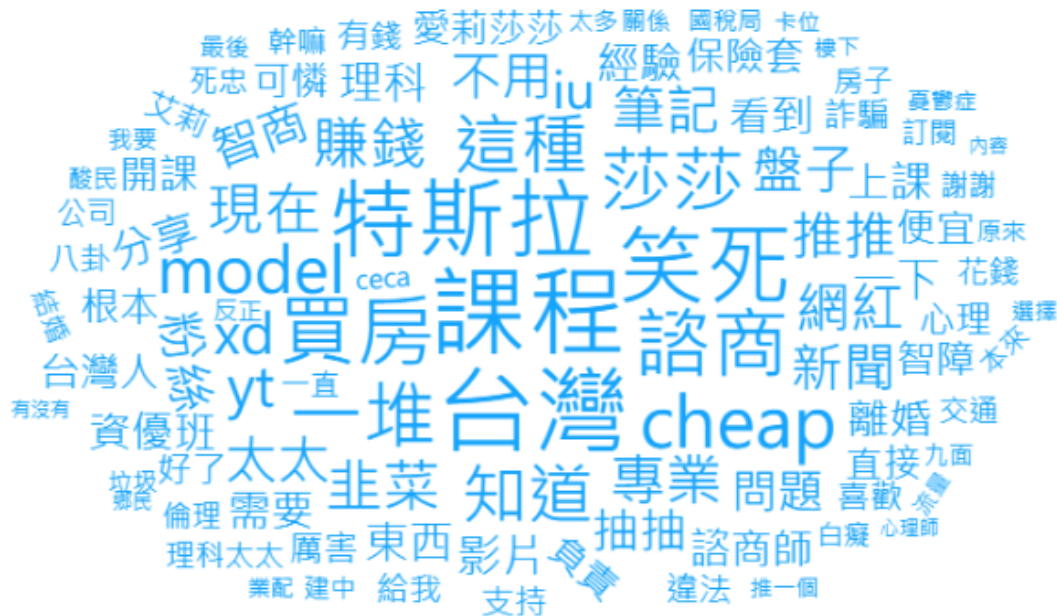 最後 幹嘛 有錢 愛莉莎莎 太多 關係 國稅局 卡位
死忠 可憐 理科 不用 iu 經驗 保險套 樓下
艾莉 智商 賺錢 這種 筆記 看到 房子 詐騙 憂鬱症
我要 訂閱 內容
酸民 開課 現在 特斯拉 莎莎 盤子 上課 謝謝
公司 分享 笑死 推推 便宜 原來
八卦 model ceca 課程 網紅 一下 花錢
結婚 根本 粉絲 xd 反正 買房 諮商 心理 選擇
台灣人 新聞 智障 本來
有沒有 yt 一直 一堆 台灣 cheap 離婚 交通
資優班 太太 韭菜 知道 專業 直接 九面
垃圾 好了 問題 喜歡 流量
鄉民 倫理 需要 抽抽 心理師
理科太太 厲害 東西 影片 負責 諮商師 白癡
業配 建中 給我 支持 違法 推一個